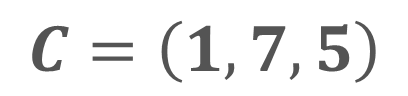 C = (1, 7, 5)